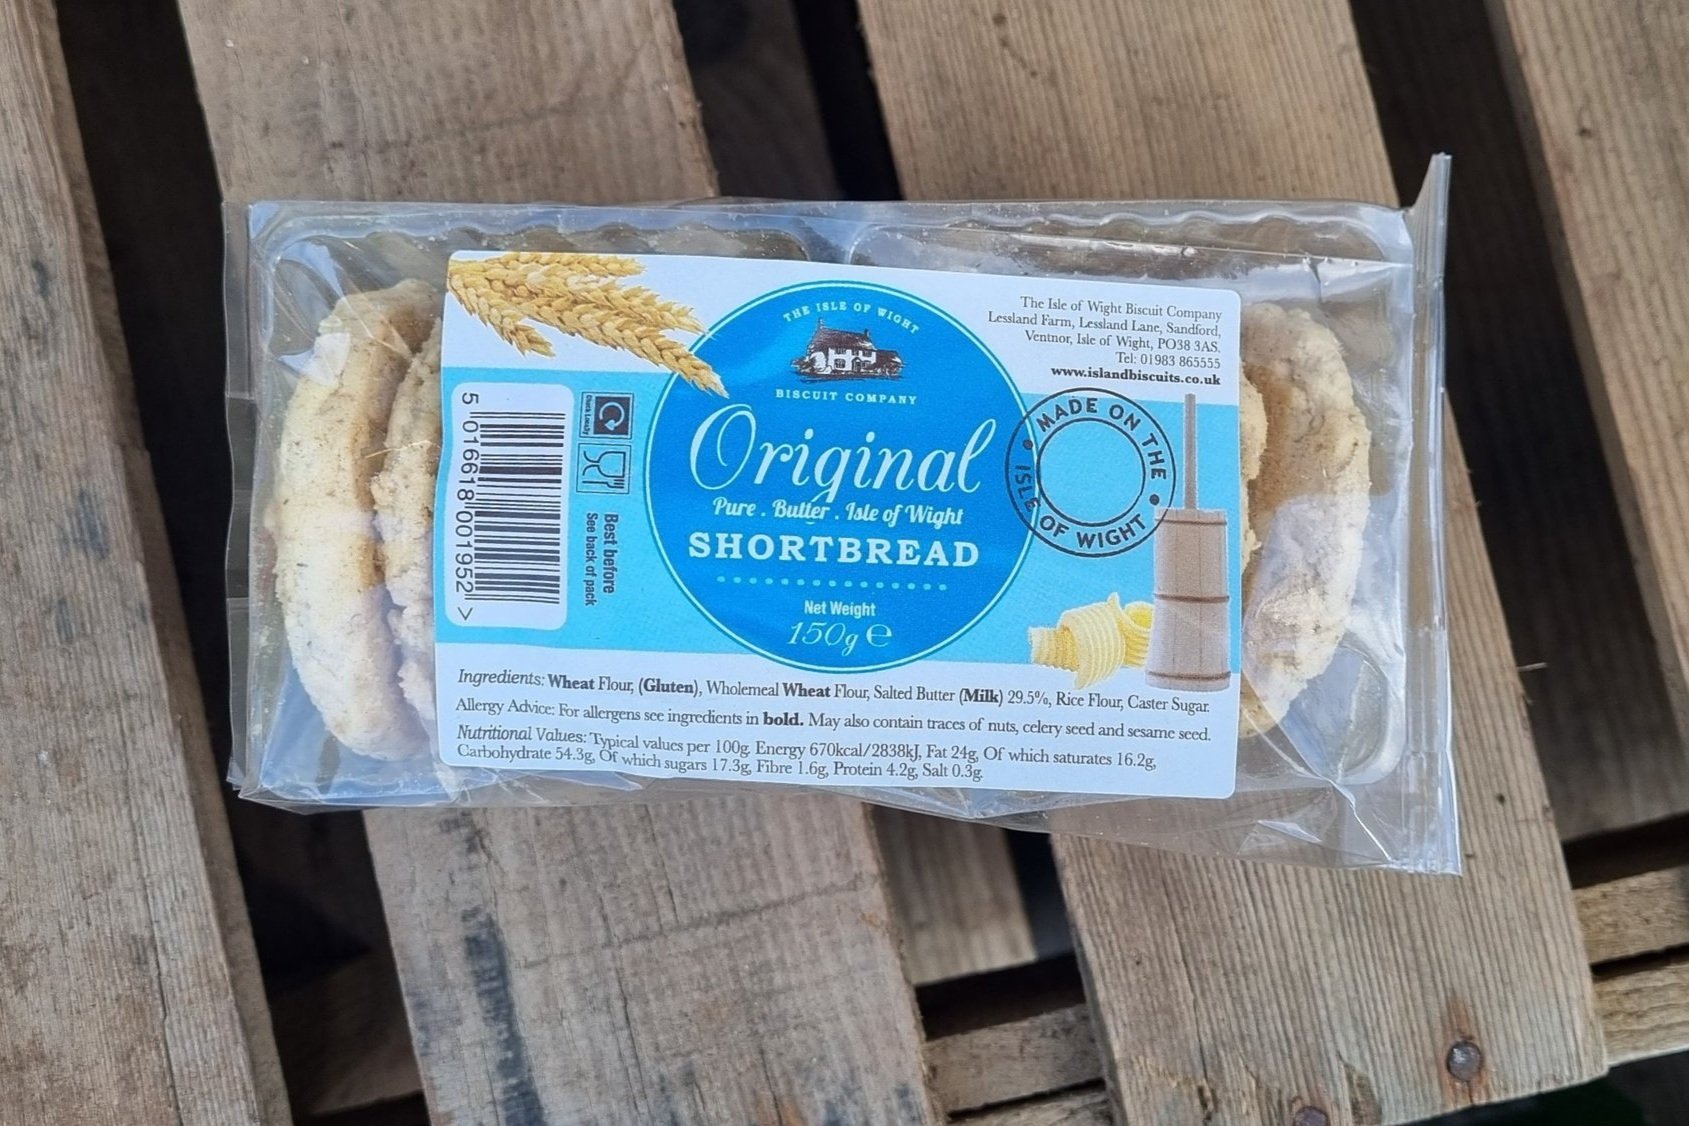 THE ISLE OF WIGHT
BISCUIT COMPANY
Original
Pure . Butter . Isle of Wight
SHORTBREAD
Net Weight
150g e
The Isle of Wight Biscuit Company
Lessland Farm, Lessland Lane, Sandford,
Ventnor, Isle of Wight, PO38 3AS.
Tel: 01983 865555
www.islandbiscuits.co.uk
MADE ON THE
ISLE OF WIGHT
5 016618 001952 >
Check Locally
Best before
See back of pack
Ingredients: Wheat Flour, (Gluten), Wholemeal Wheat Flour, Salted Butter (Milk) 29.5%, Rice Flour, Caster Sugar.
Allergy Advice: For allergens see ingredients in bold. May also contain traces of nuts, celery seed and sesame seed.
Nutritional Values: Typical values per 100g. Energy 670kcal/2838kJ, Fat 24g, Of which saturates 16.2g,
Carbohydrate 54.3g, Of which sugars 17.3g, Fibre 1.6g, Protein 4.2g, Salt 0.3g.